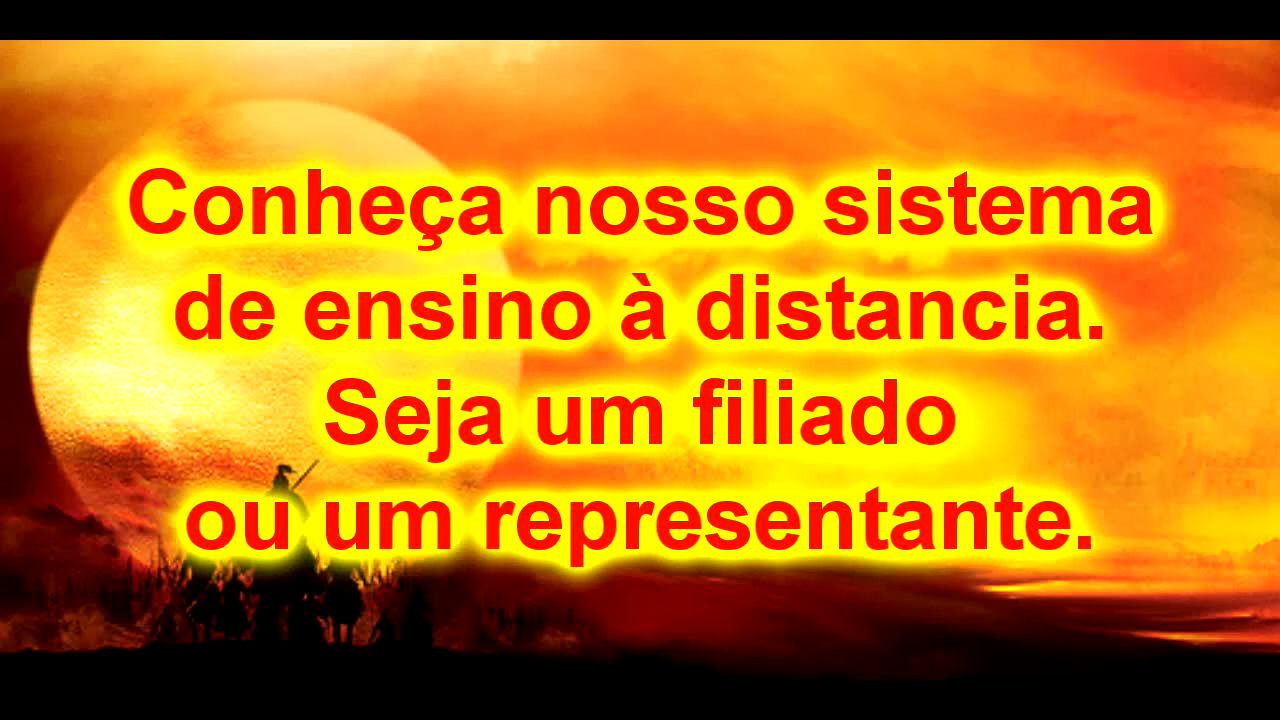 Conheça nosso sistema
de ensino à distancia.
Seja um filiado
ou um representante.